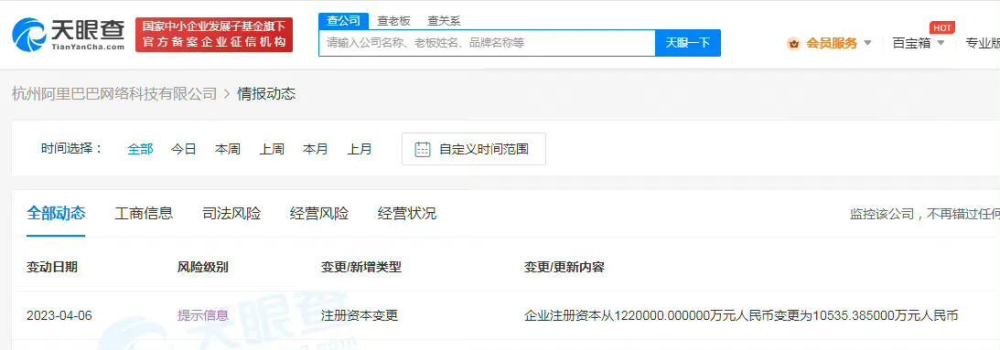 天眼查
TianYanCha.com
国家中小企业发展子基金旗下
官方备案企业征信机构
查公司 查老板 查关系
请输入公司名称、老板姓名、品牌名称等 天眼一下
会员服务 百宝箱 HOT 专业版
杭州阿里巴巴网络科技有限公司 > 情报动态
时间选择： 全部 今日 本周 上周 本月 上月 自定义时间范围
全部动态 工商信息 司法风险 经营风险 经营状况 监控该公司，不再错过任何
变动日期 风险级别 变更/新增类型 变更/更新内容
2023-04-06 提示信息 注册资本变更 企业注册资本从1220000.000000万元人民币变更为10535.385000万元人民币
天眼查
TianYanCha.com